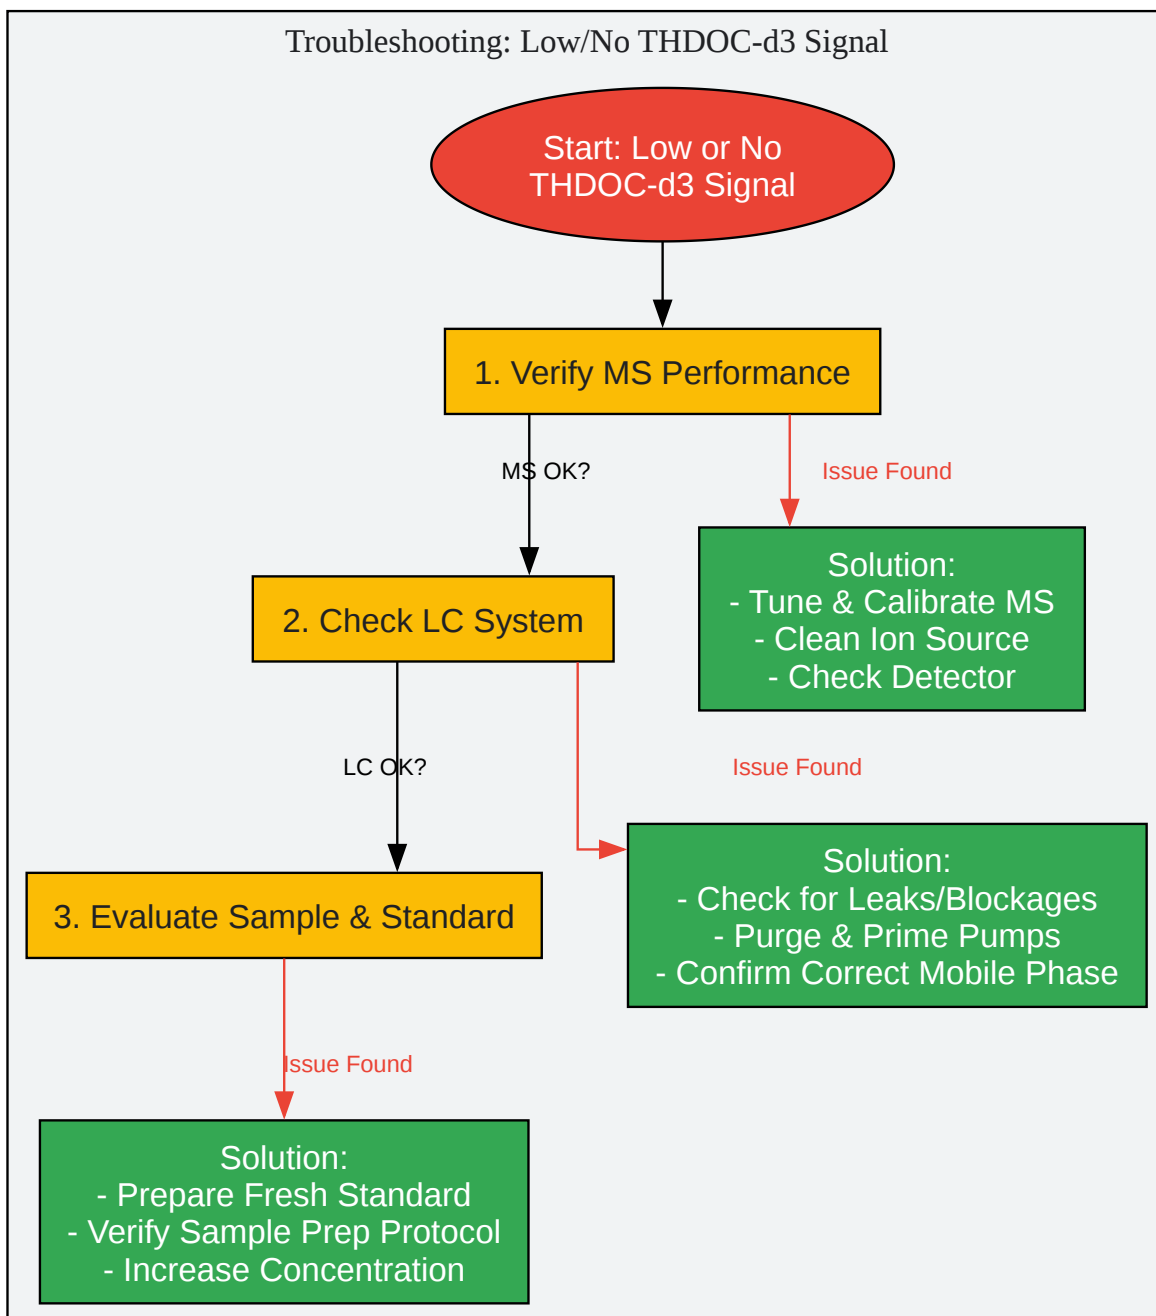 Troubleshooting: Low/No THDOC-d3 Signal
Start: Low or No
THDOC-d3 Signal
1. Verify MS Performance
MS OK?
Issue Found
Solution:
- Tune & Calibrate MS
- Clean Ion Source
- Check Detector
2. Check LC System
LC OK?
Issue Found
Solution:
- Check for Leaks/Blockages
- Purge & Prime Pumps
- Confirm Correct Mobile Phase
3. Evaluate Sample & Standard
Issue Found
Solution:
- Prepare Fresh Standard
- Verify Sample Prep Protocol
- Increase Concentration